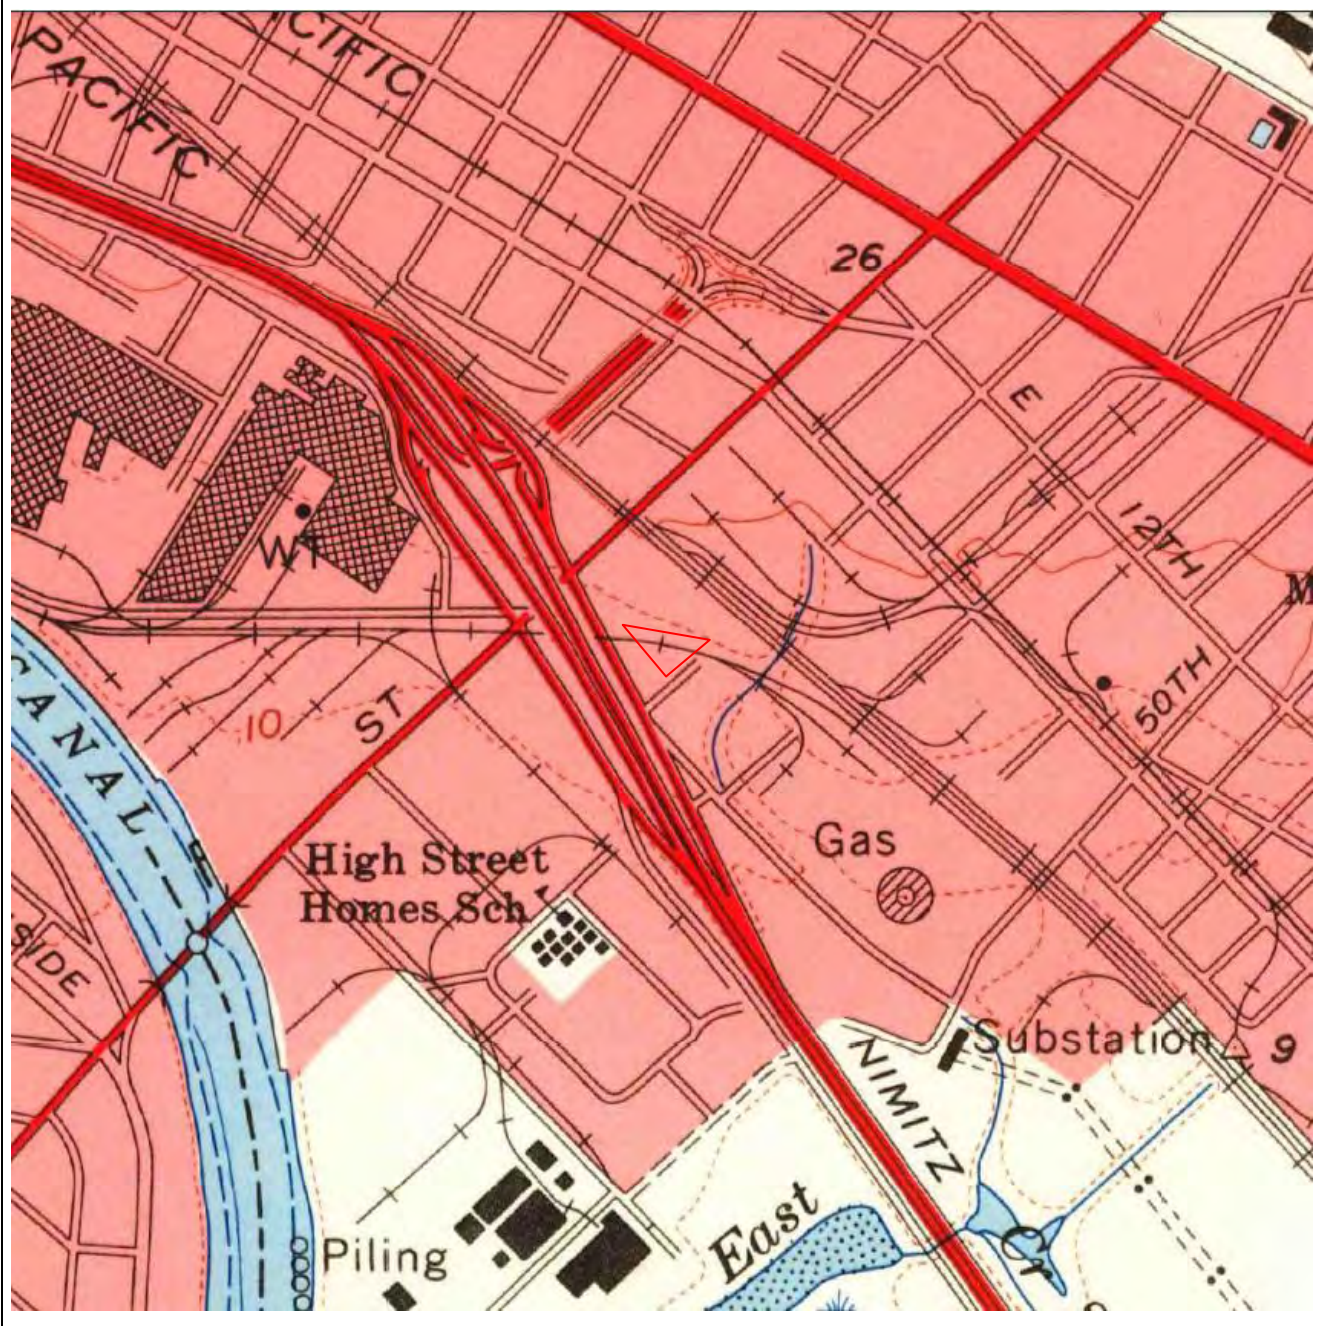 CIFIC
PACIFIC
26
E
12TH
WT
M
50TH
10
ST
CANAL
Gas
High Street
Homes Sch
SIDE
Substation
9
NIMITZ
East
Cr
Piling